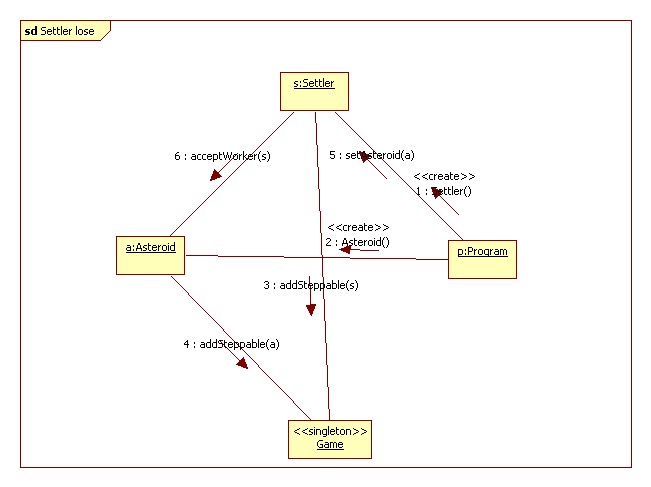 sd Settler lose
s:Settler
6 : acceptWorker(s)
5 : setAsteroid(a)
<<create>>
1 : Settler()
<<create>>
2 : Asteroid()
a:Asteroid
p:Program
3 : addSteppable(s)
4 : addSteppable(a)
<<singleton>>
Game